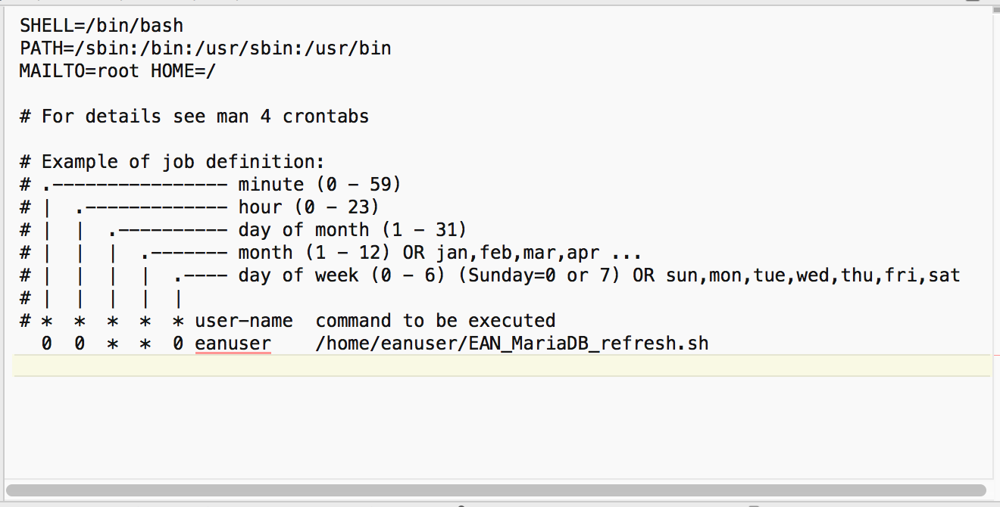 SHELL=/bin/bash
PATH=/sbin:/bin:/usr/sbin:/usr/bin
MAILTO=root HOME=/
# For details see man 4 crontabs
# Example of job definition:
# .---------------- minute (0 - 59)
# |  .------------- hour (0 - 23)
# |  |  .---------- day of month (1 - 31)
# |  |  |  .------- month (1 - 12) OR jan,feb,mar,apr ...
# |  |  |  |  .---- day of week (0 - 6) (Sunday=0 or 7) OR sun,mon,tue,wed,thu,fri,sat
# |  |  |  |  |
# *  *  *  *  * user-name  command to be executed
  0  0  *  *  0 eanuser    /home/eanuser/EAN_MariaDB_refresh.sh